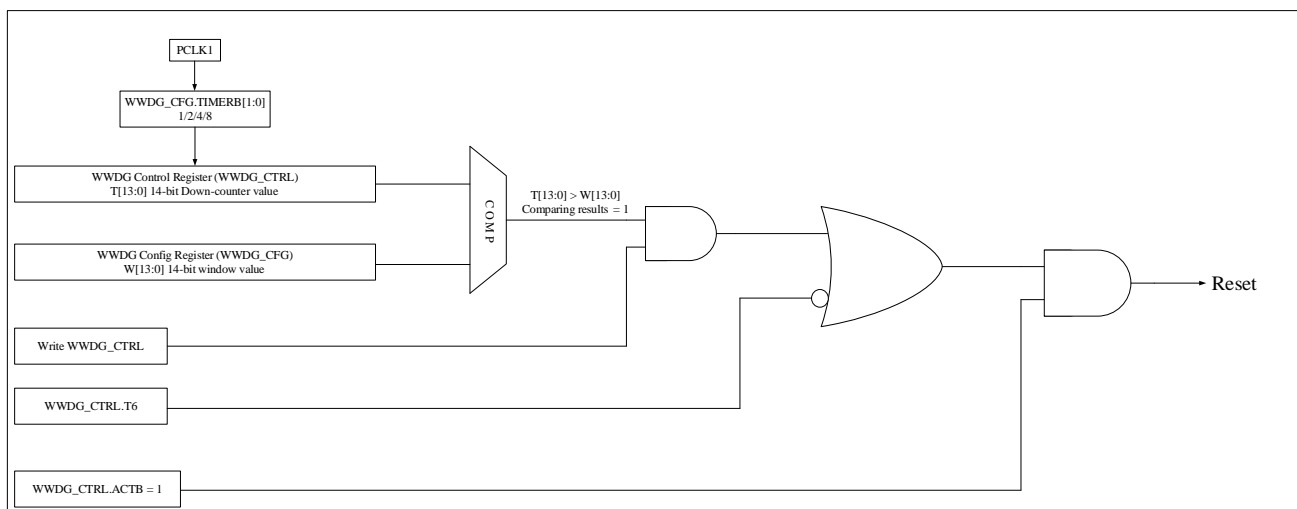 PCLK1
WWDG_CFG.TIMERB[1:0]
1/2/4/8
WWDG Control Register (WWDG_CTRL)
T[13:0] 14-bit Down-counter value
COMP
T[13:0] > W[13:0]
Comparing results = 1
WWDG Config Register (WWDG_CFG)
W[13:0] 14-bit window value
Reset
Write WWDG_CTRL
WWDG_CTRL.T6
WWDG_CTRL.ACTB = 1